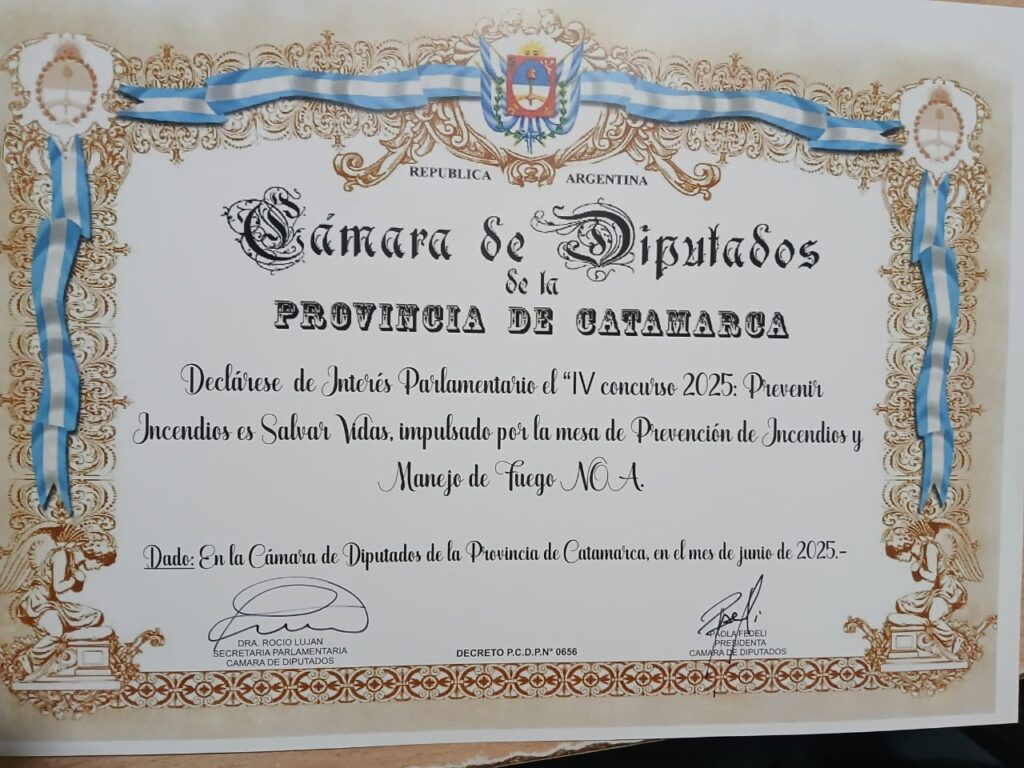 REPUBLICA ARGENTINA
Cámara de Diputados
de la
PROVINCIA DE CATAMARCA
Declárese de Interés Parlamentario el “IV concurso 2025: Prevenir
Incendios es Salvar Vidas, impulsado por la mesa de Prevención de Incendios y
Manejo de Fuego NOA.
Dado: En la Cámara de Diputados de la Provincia de Catamarca, en el mes de junio de 2025.-
DRA. ROCIO LUJAN
SECRETARIA PARLAMENTARIA
CAMARA DE DIPUTADOS
DECRETO P.C.D.P.N° 0656
PAOLA FEDELI
PRESIDENTA
CAMARA DE DIPUTADOS